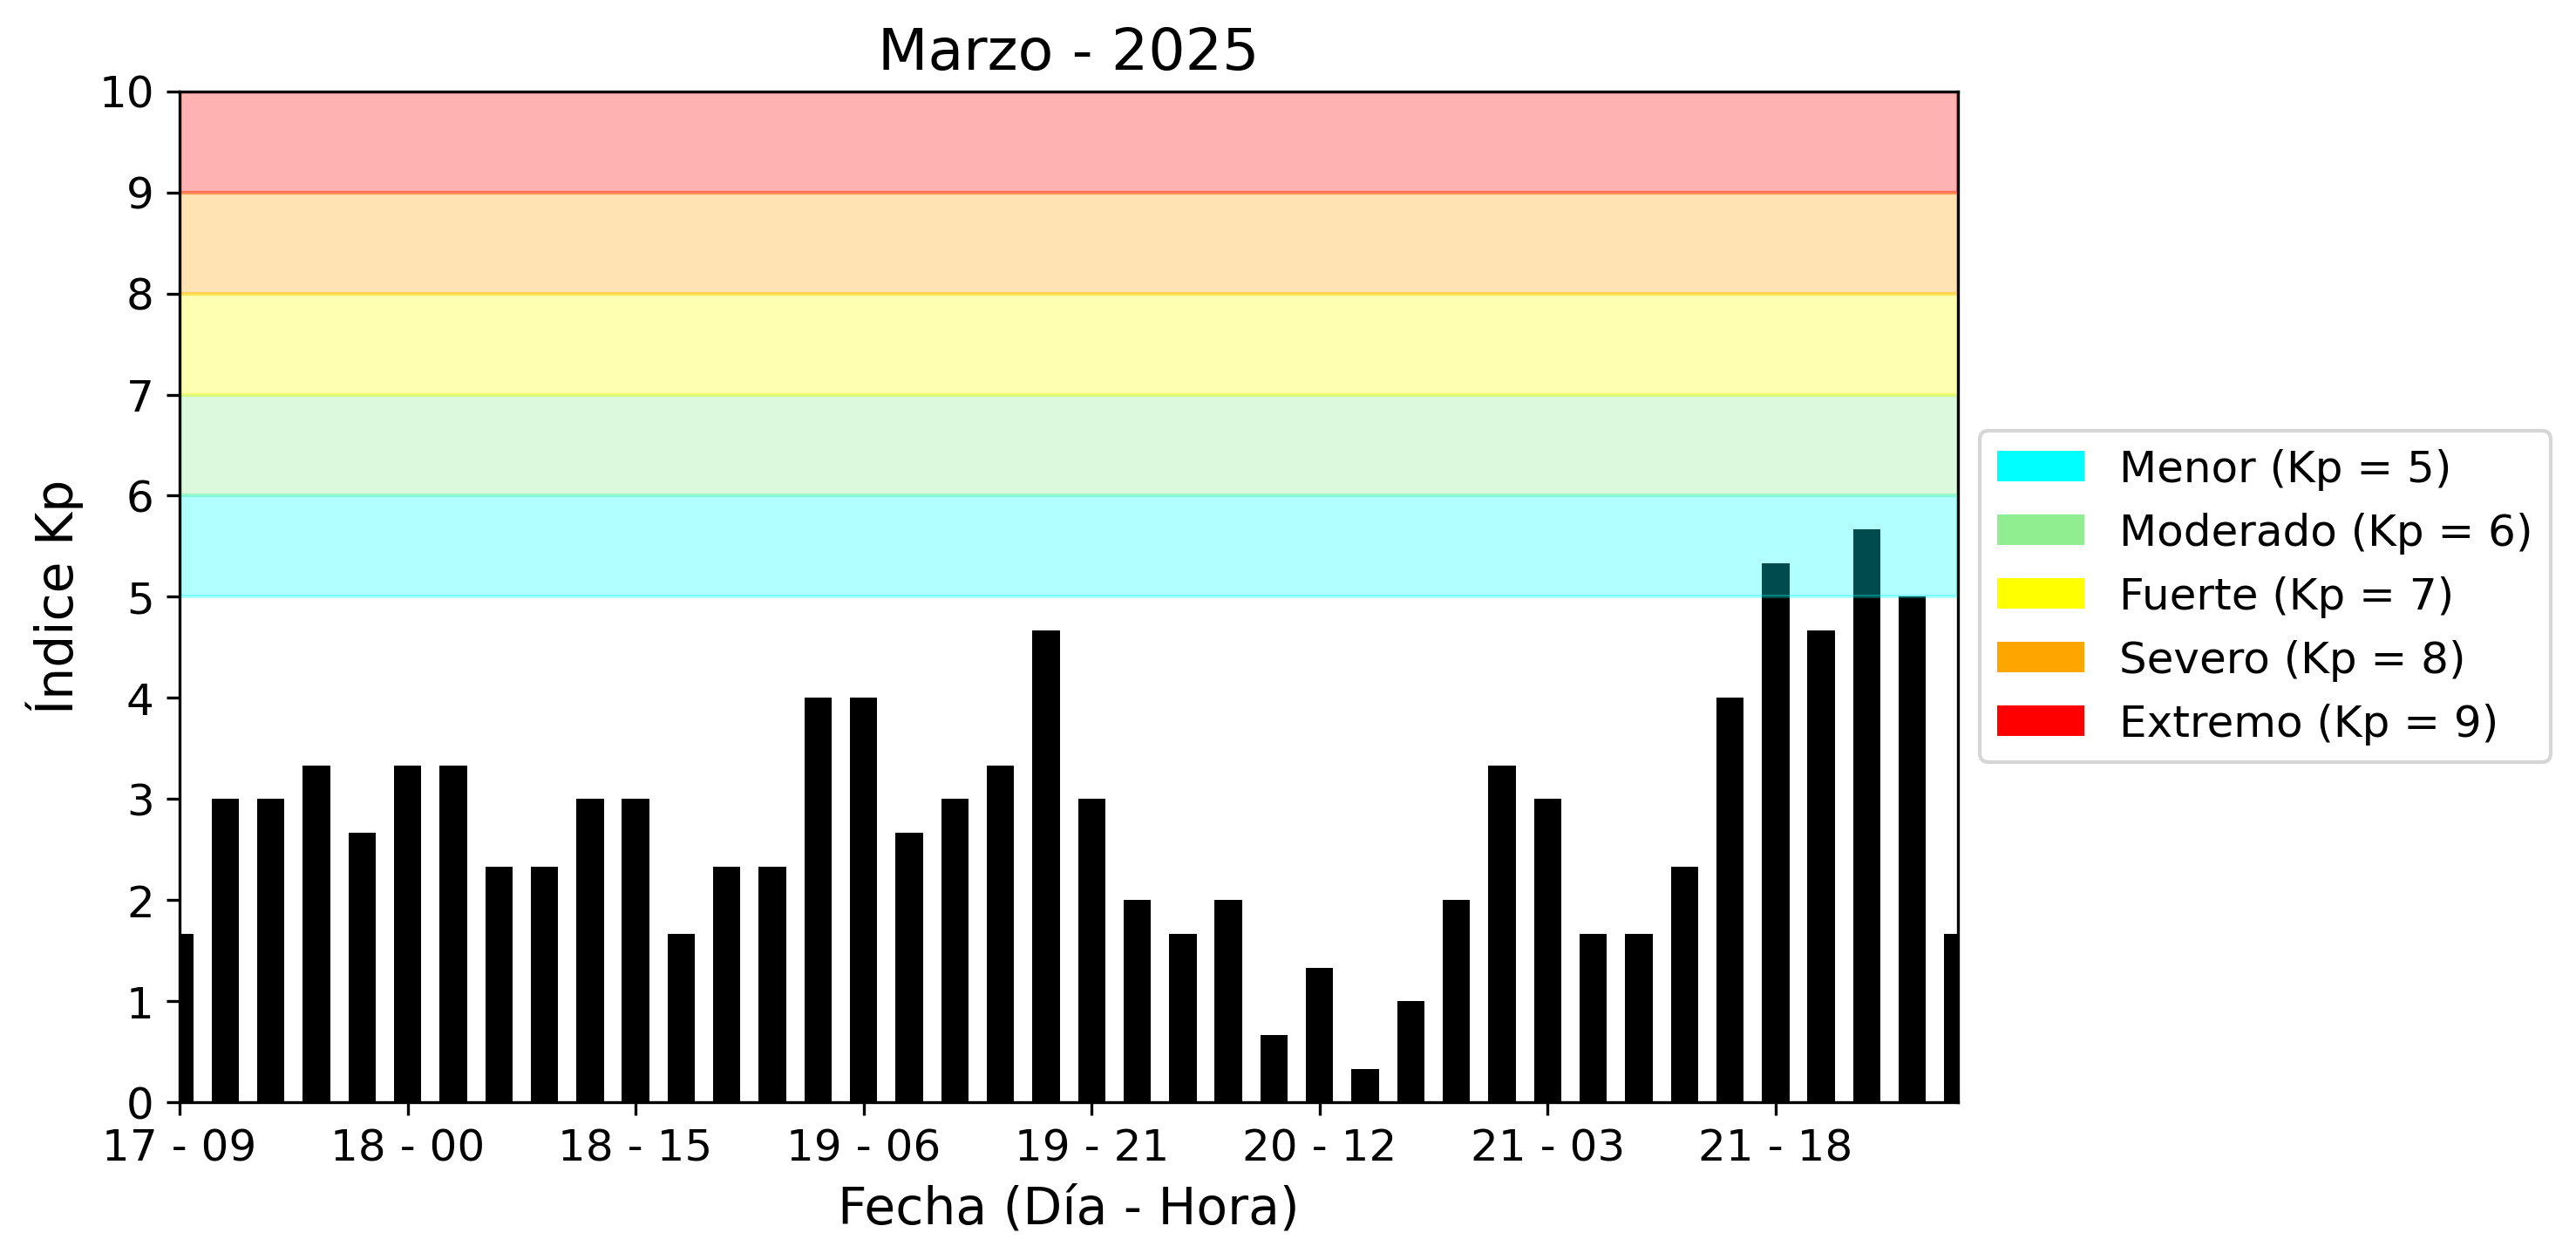 Marzo - 2025
10
9
8
7
6
5
4
3
2
1
0
Índice Kp
17 - 09
18 - 00
18 - 15
19 - 06
19 - 21
20 - 12
21 - 03
21 - 18
Fecha (Día - Hora)
Menor (Kp = 5)
Moderado (Kp = 6)
Fuerte (Kp = 7)
Severo (Kp = 8)
Extremo (Kp = 9)